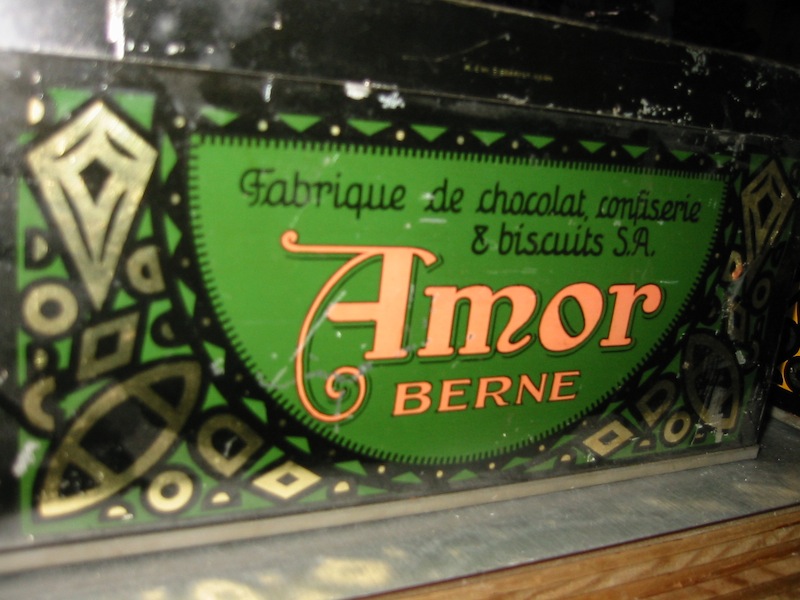 Fabrique de chocolat, confiserie
& biscuits S.A.
Amor
BERNE